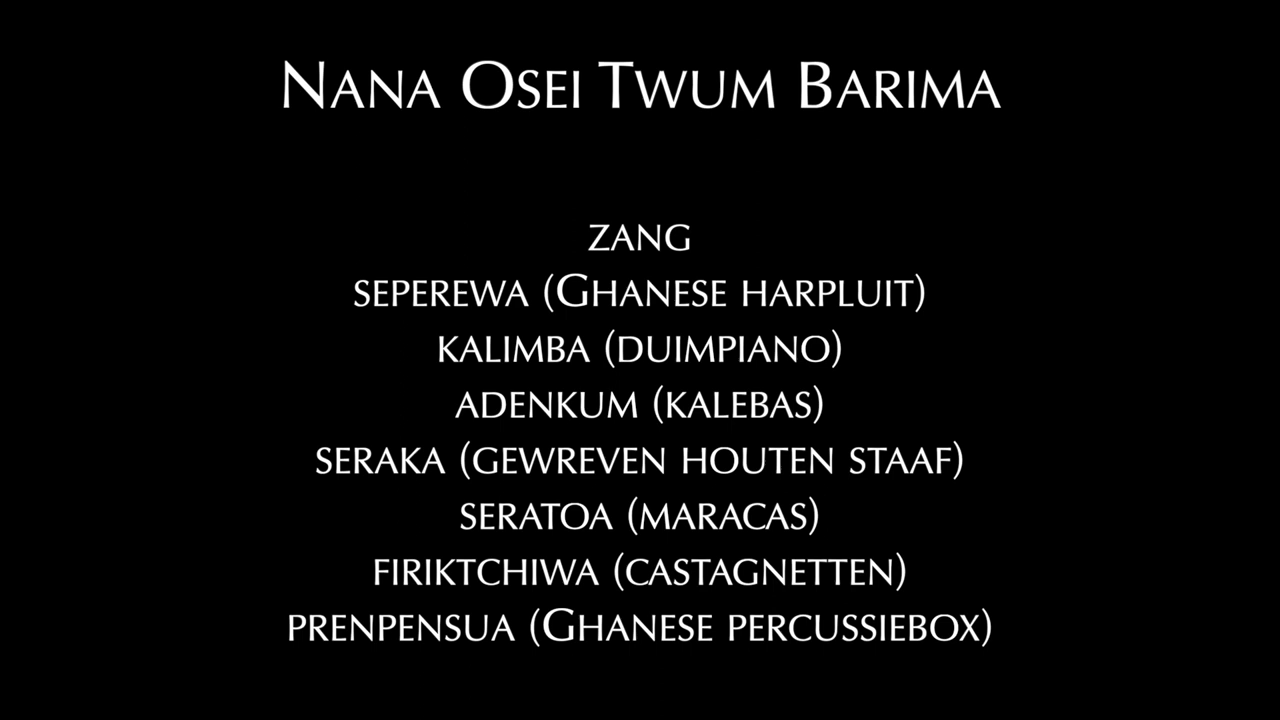 Nana Osei Twum Barima
zang
seperewa (Ghanese harpluit)
kalimba (duimpiano)
adenkum (kalebas)
seraka (gewreven houten staaf)
seratoa (maracas)
firiktchiwa (castagnetten)
prenpensua (Ghanese percussiebox)